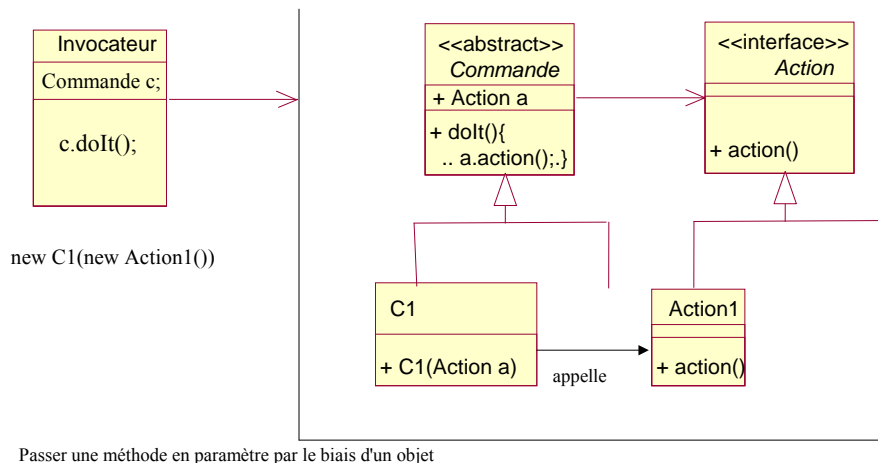 Invocateur
Commande c;
c.doIt();
new C1(new Action1())
<<abstract>>
Commande
+ Action a
+ doIt(){
.. a.action();.}
<<interface>>
Action
+ action()
C1
+ C1(Action a)
appelle
Action1
+ action()
Passer une méthode en paramètre par le biais d'un objet